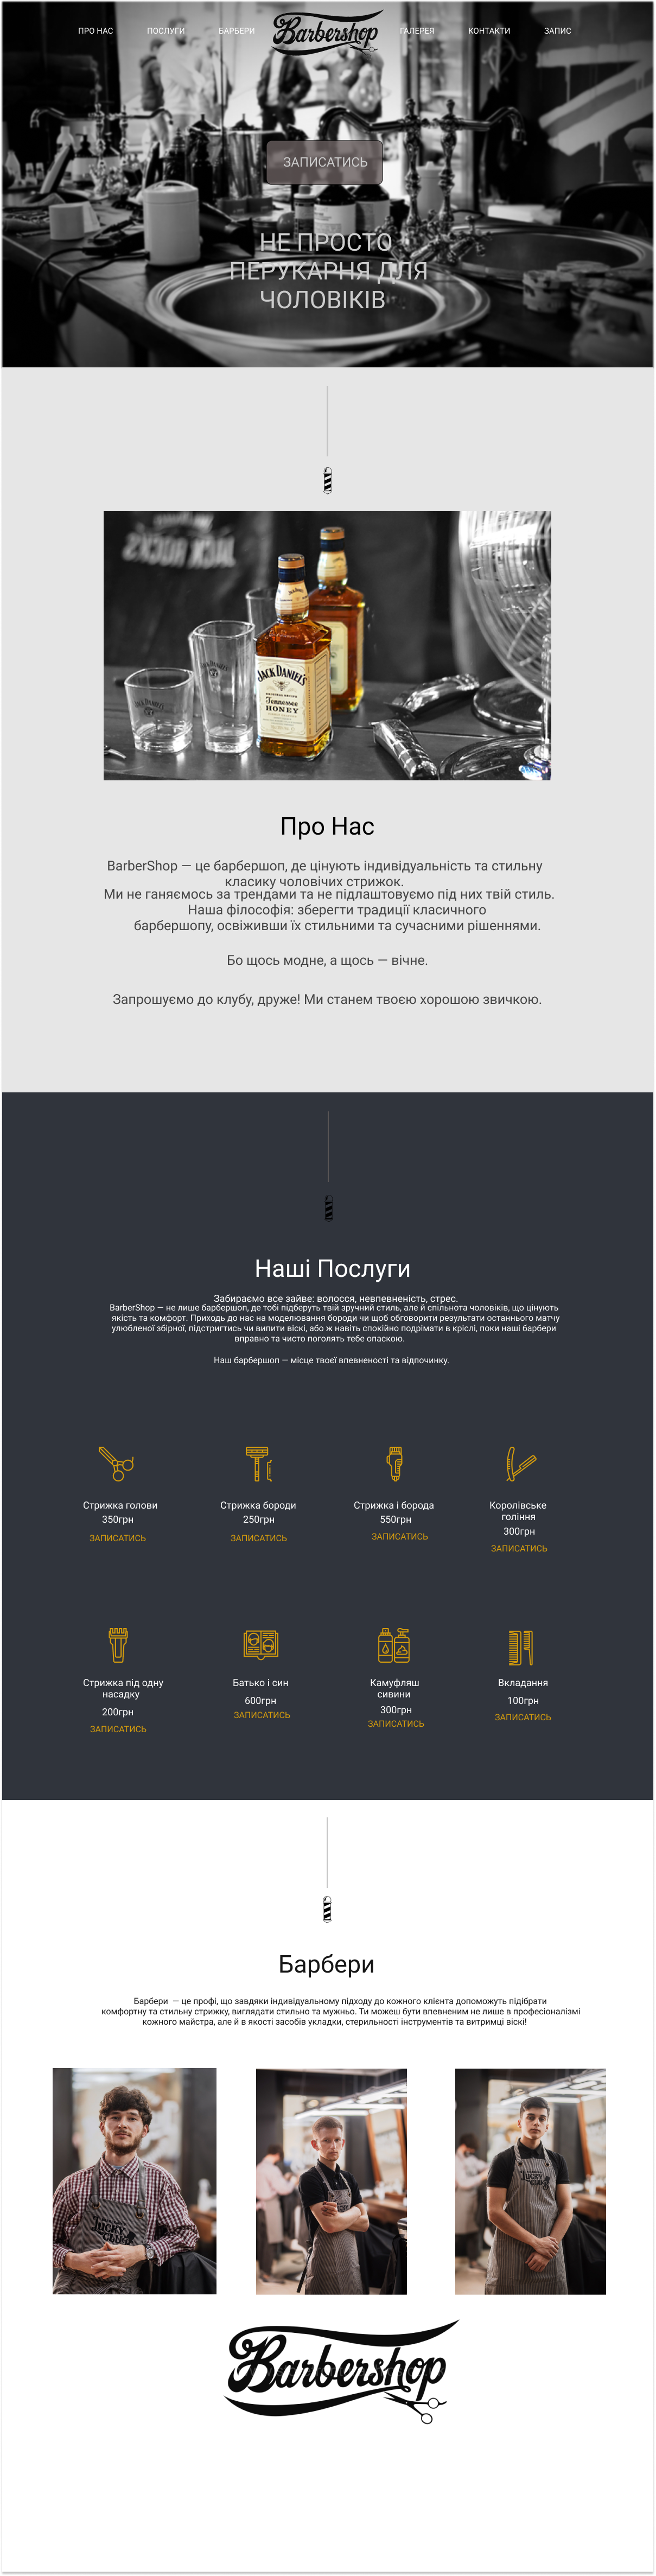 ПРО НАС ПОСЛУГИ БАРБЕРИ Barbershop ГАЛЕРЕЯ КОНТАКТИ ЗАПИС
ЗАПИСАТИСЬ
НЕ ПРОСТО
ПЕРУКАРНЯ ДЛЯ
ЧОЛОВІКІВ
JACK DANIEL'S
Tennessee
HONEY
Про Нас
BarberShop — це барбершоп, де цінують індивідуальність та стильну
класику чоловічих стрижок.
Ми не ганяємось за трендами та не підлаштовуємо під них твій стиль.
Наша філософія: зберегти традиції класичного
барбершопу, освіживши їх стильними та сучасними рішеннями.
Бо щось модне, а щось — вічне.
Запрошуємо до клубу, друже! Ми станем твоєю хорошою звичкою.
Наші Послуги
Забираємо все зайве: волосся, невпевненість, стрес.
BarberShop — не лише барбершоп, де тобі підберуть твій зручний стиль, але й спільнота чоловіків, що цінують
якість та комфорт. Приходь до нас на моделювання бороди чи щоб обговорити результати останнього матчу
улюбленої збірної, підстригтись чи випити віскі, або ж навіть спокійно подрімати в кріслі, поки наші барбери
вправно та чисто поголять тебе опаскою.
Наш барбершоп — місце твоєї впевненості та відпочинку.
Стрижка голови
350грн
ЗАПИСАТИСЬ
Стрижка бороди
250грн
ЗАПИСАТИСЬ
Стрижка і борода
550грн
ЗАПИСАТИСЬ
Королівське
гоління
300грн
ЗАПИСАТИСЬ
Стрижка під одну
насадку
200грн
ЗАПИСАТИСЬ
Батько і син
600грн
ЗАПИСАТИСЬ
Камуфляш
сивини
300грн
ЗАПИСАТИСЬ
Вкладання
100грн
ЗАПИСАТИСЬ
Барбери
Барбери — це профі, що завдяки індивідуальному підходу до кожного клієнта допоможуть підібрати
комфортну та стильну стрижку, виглядати стильно та мужньо. Ти можеш бути впевненим не лише в професіоналізмі
кожного майстра, але й в якості засобів укладки, стерильності інструментів та витримці віскі!
LUCKY
CLUB
LUCKY
CLUB
Barbershop